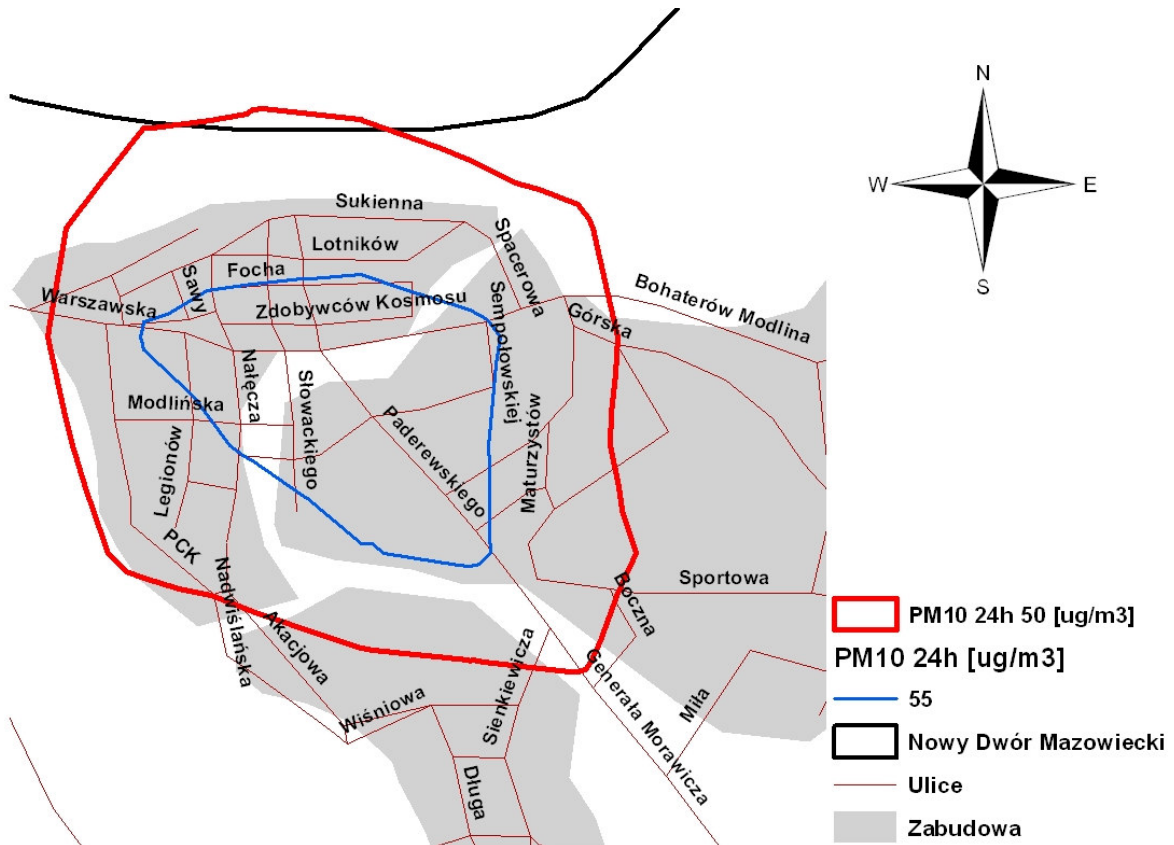 N
W
E
S
Sukienna
Spacerowa
Lotników
Focha
Sawy
Warszawska
Zdobywców Kosmosu
Sempołowskiej
Górska
Bohaterów Modlina
Nałęcza
Słowackiego
Modlińska
Paderewskiego
Maturzystów
Legionów
PCK
Nadwiślańska
Akacjowa
Boczna
Sportowa
Sienkiewicza
Generała Morawicza
Miła
Wiśniowa
Długa
PM10 24h 50 [ug/m3]
PM10 24h [ug/m3]
55
Nowy Dwór Mazowiecki
Ulice
Zabudowa